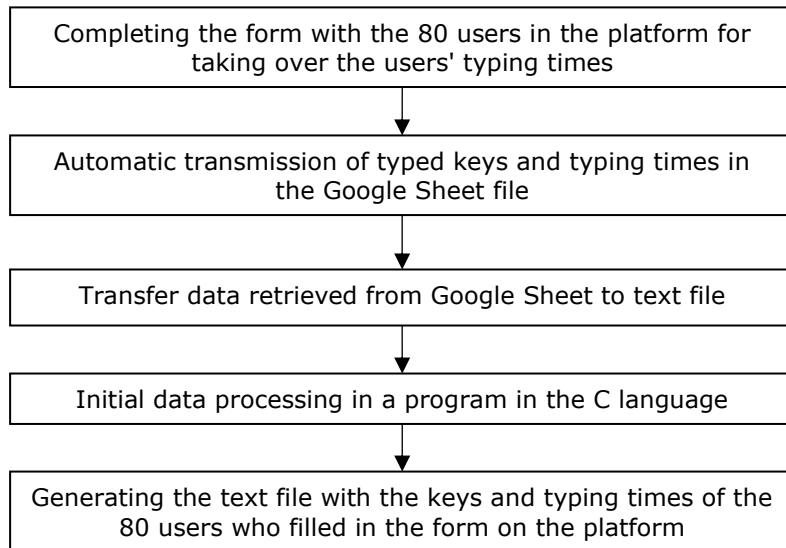 Completing the form with the 80 users in the platform for
taking over the users' typing times
Automatic transmission of typed keys and typing times in
the Google Sheet file
Transfer data retrieved from Google Sheet to text file
Initial data processing in a program in the C language
Generating the text file with the keys and typing times of the
80 users who filled in the form on the platform